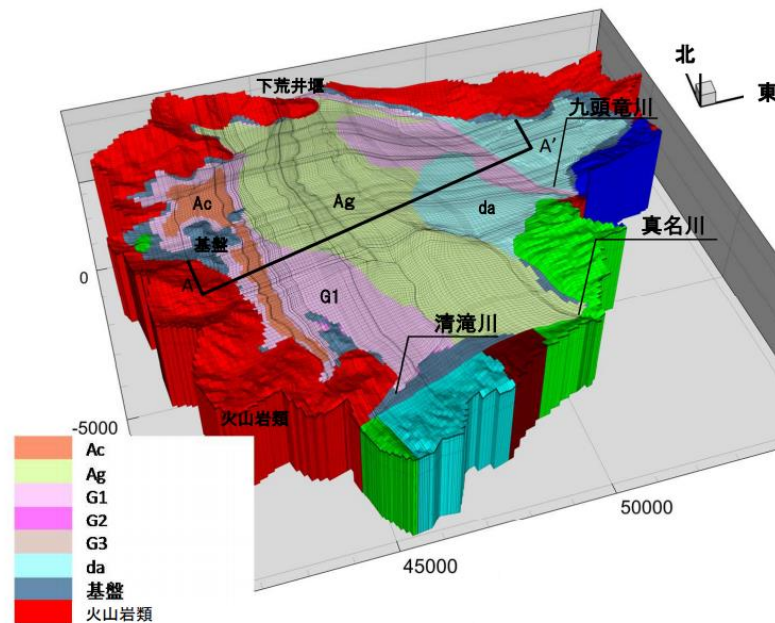 北
東
下荒井堰
九頭竜川
A'
Ac
Ag
da
基盤
真名川
0
A
G1
清滝川
-5000
火山岩類
50000
45000
Ac
Ag
G1
G2
G3
da
基盤
火山岩類